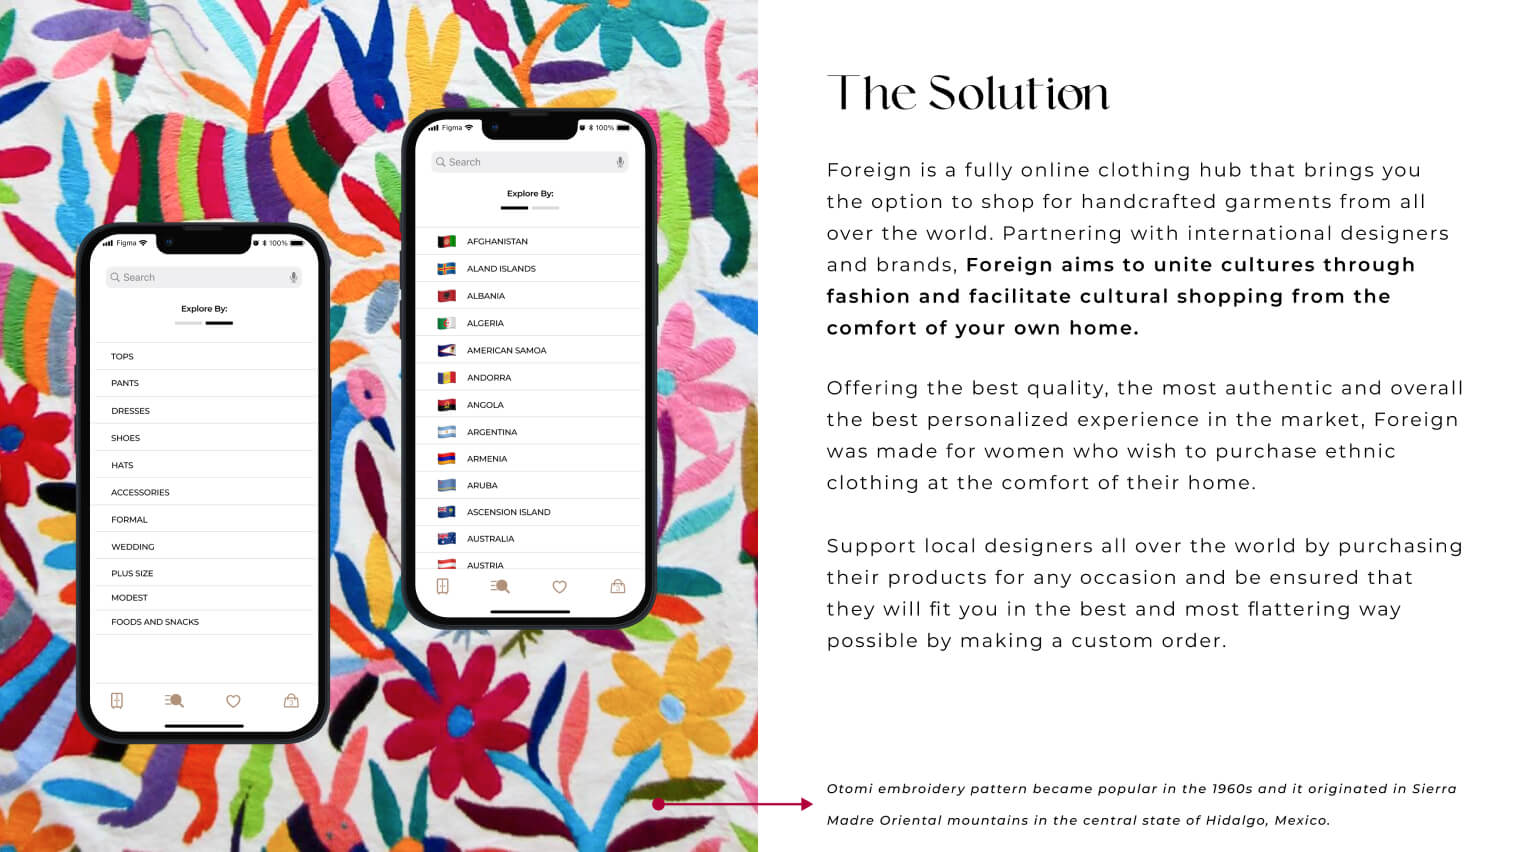 Figma 100%
Search
Explore By:
TOPS
PANTS
DRESSES
SHOES
HATS
ACCESSORIES
FORMAL
WEDDING
PLUS SIZE
MODEST
FOODS AND SNACKS
3
Figma 100%
Search
Explore By:
AFGHANISTAN
ALAND ISLANDS
ALBANIA
ALGERIA
AMERICAN SAMOA
ANDORRA
ANGOLA
ARGENTINA
ARMENIA
ARUBA
ASCENSION ISLAND
AUSTRALIA
AUSTRIA
3
The Solution
Foreign is a fully online clothing hub that brings you
the option to shop for handcrafted garments from all
over the world. Partnering with international designers
and brands, Foreign aims to unite cultures through
fashion and facilitate cultural shopping from the
comfort of your own home.
Offering the best quality, the most authentic and overall
the best personalized experience in the market, Foreign
was made for women who wish to purchase ethnic
clothing at the comfort of their home.
Support local designers all over the world by purchasing
their products for any occasion and be ensured that
they will fit you in the best and most flattering way
possible by making a custom order.
Otomi embroidery pattern became popular in the 1960s and it originated in Sierra
Madre Oriental mountains in the central state of Hidalgo, Mexico.